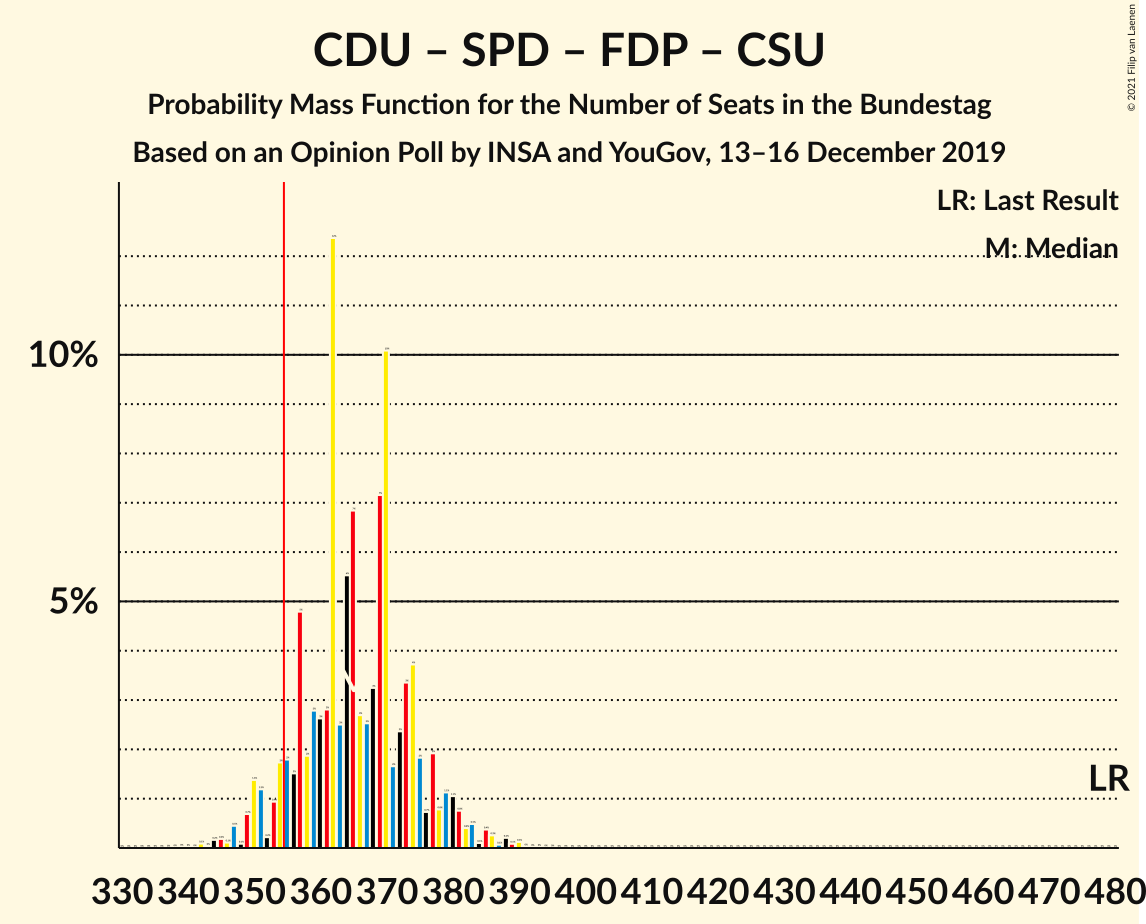 CDU – SPD – FDP – CSU
Probability Mass Function for the Number of Seats in the Bundestag
Based on an Opinion Poll by INSA and YouGov, 13–16 December 2019
© 2021 Filip van Laenen
LR: Last Result
M: Median
10%
5%
LR
330 340 350 360 370 380 390 400 410 420 430 440 450 460 470 480